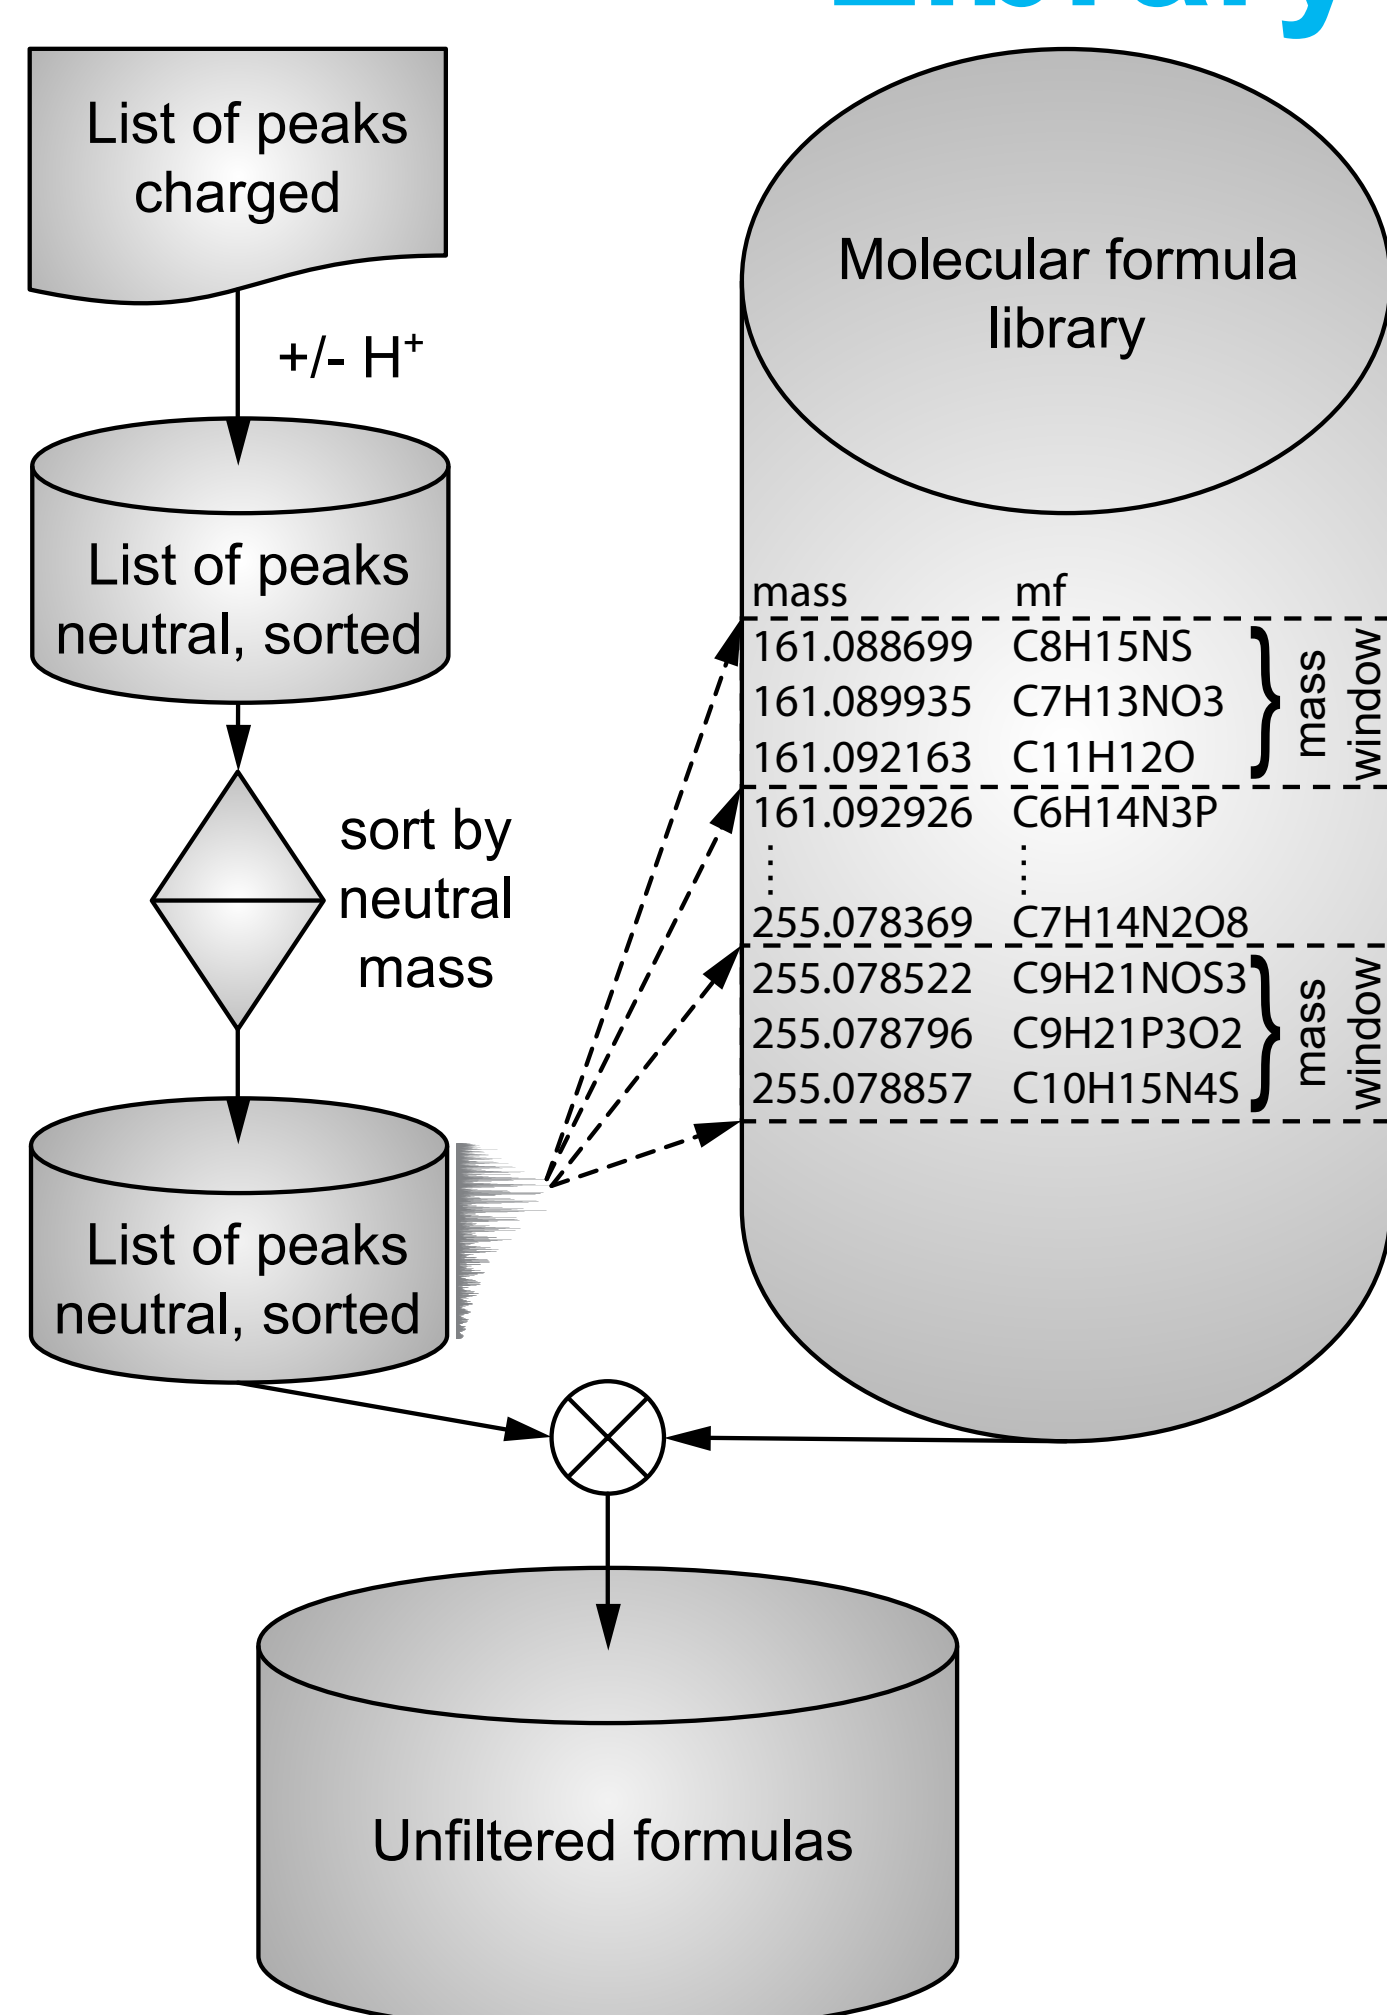 Library
List of peaks
charged
+/- H⁺
List of peaks
neutral, sorted
sort by
neutral
mass
List of peaks
neutral, sorted
Molecular formula
library
mass mf
161.088699 C8H15NS
161.089935 C7H13NO3
161.092163 C11H12O
mass
window
161.092926 C6H14N3P
⋮ ⋮
255.078369 C7H14N2O8
255.078522 C9H21NOS3
255.078796 C9H21P3O2
255.078857 C10H15N4S
mass
window
Unfiltered formulas